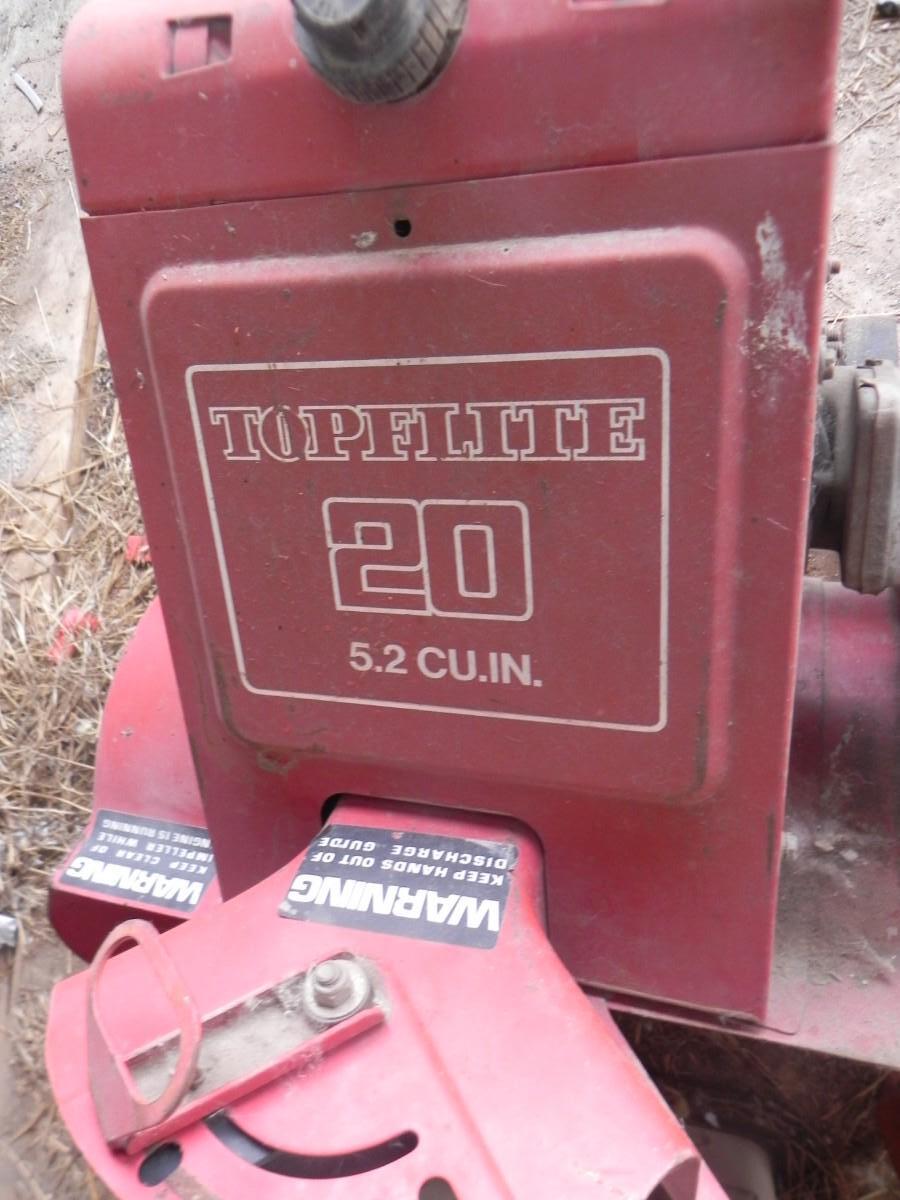 TOPFLITE
20
5.2 CU.IN.
WARNING
KEEP HANDS OUT OF
DISCHARGE GUIDE
WARNING
KEEP CLEAR OF
IMPELLER WHILE
ENGINE IS RUNNING